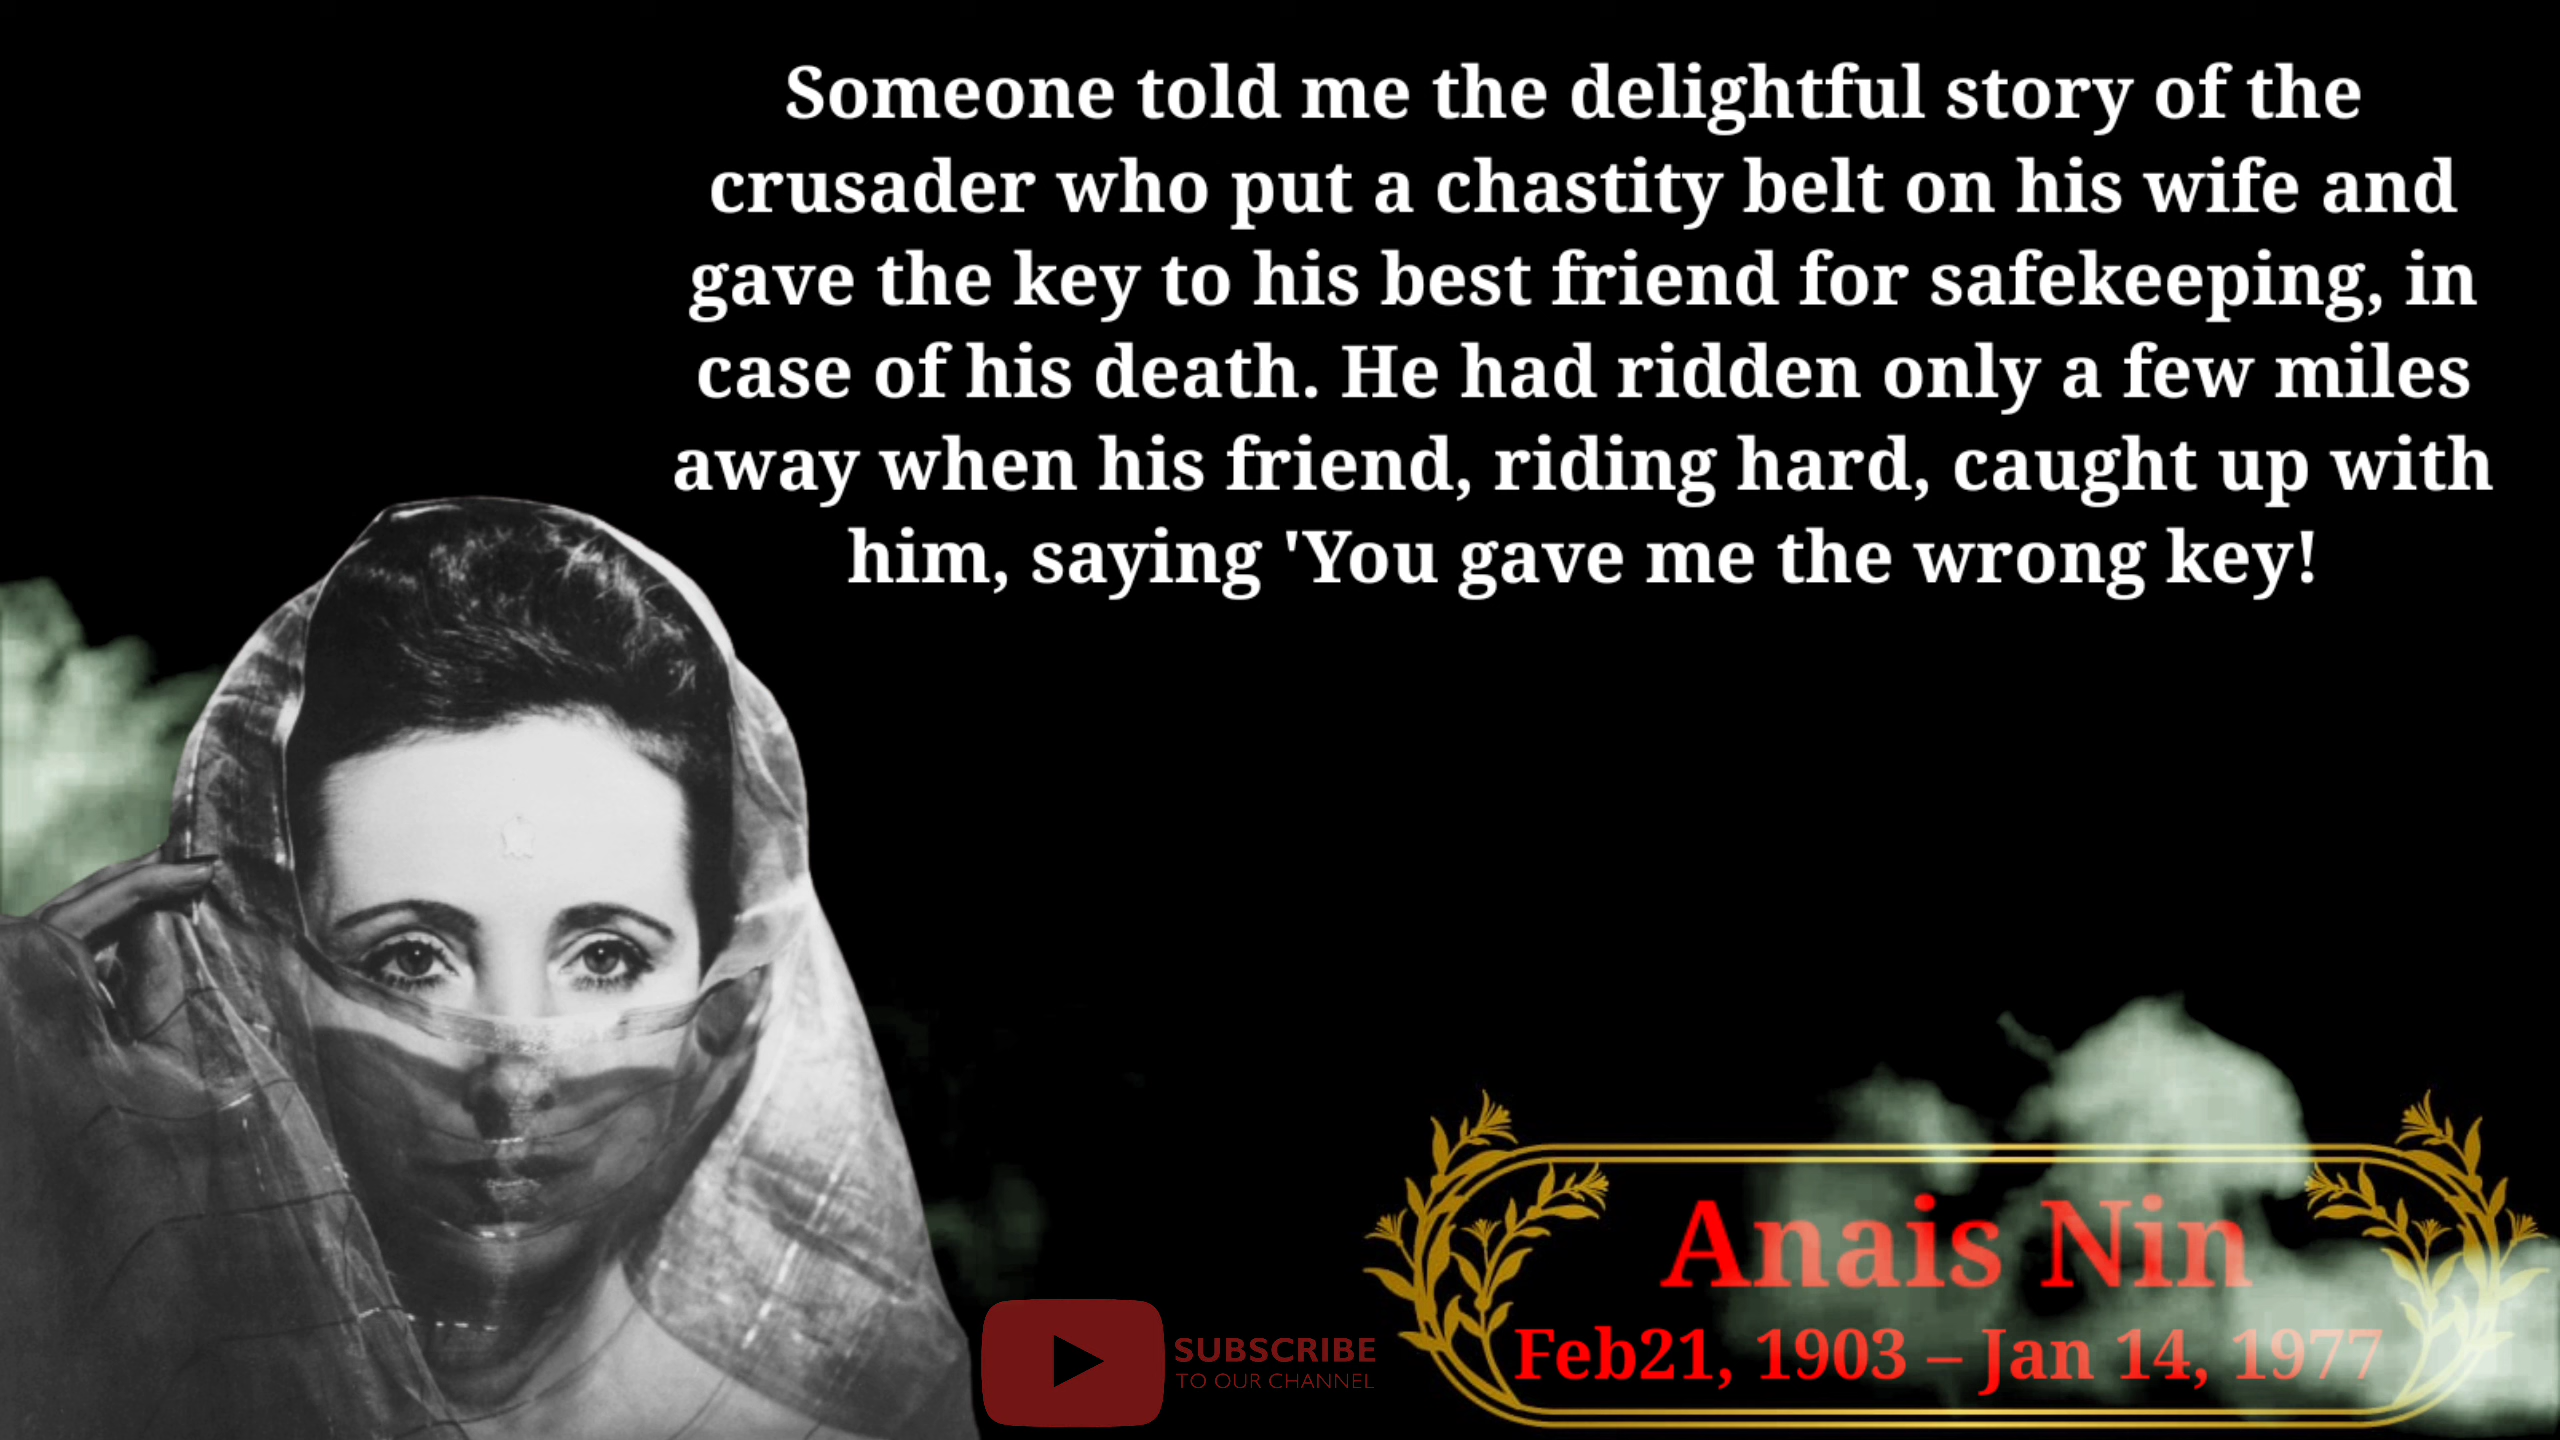 Someone told me the delightful story of the
crusader who put a chastity belt on his wife and
gave the key to his best friend for safekeeping, in
case of his death. He had ridden only a few miles
away when his friend, riding hard, caught up with
him, saying 'You gave me the wrong key!
Anais Nin
Feb21, 1903 – Jan 14, 1977
SUBSCRIBE
TO OUR CHANNEL